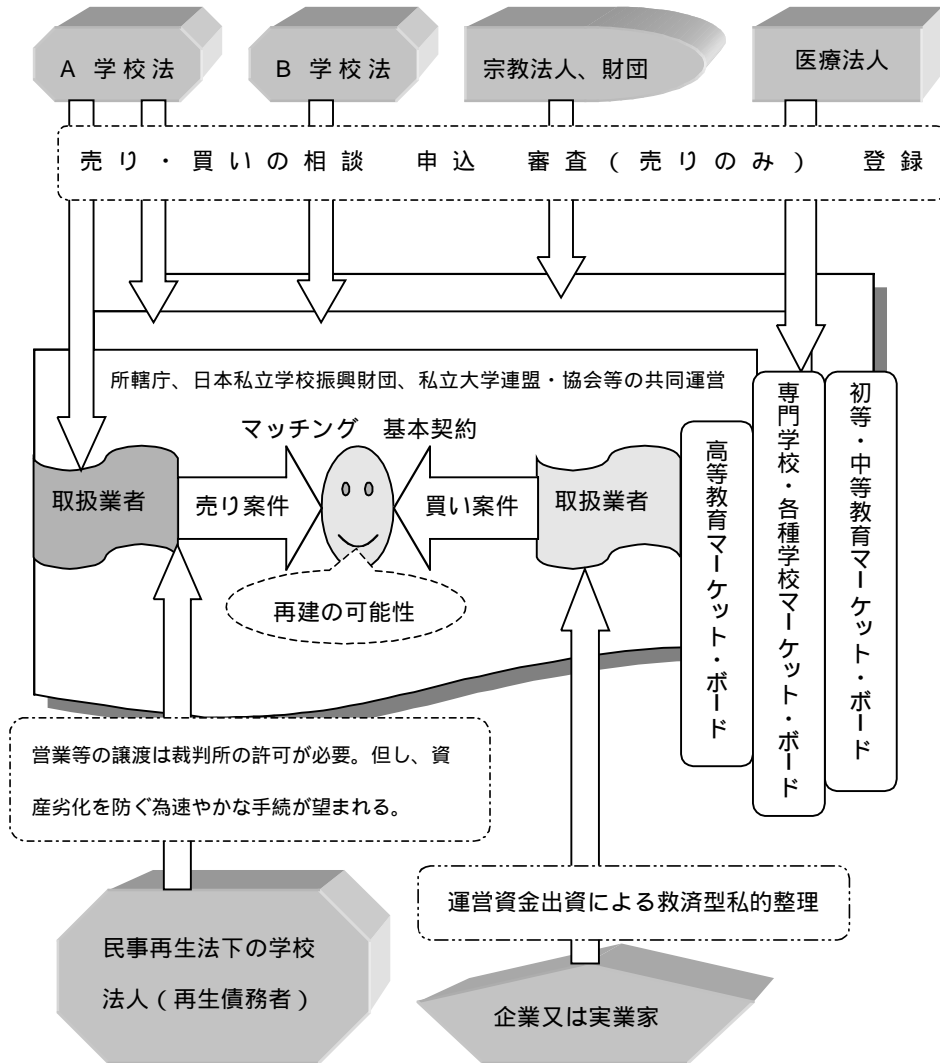 A 学校法
B 学校法
宗教法人、財団
医療法人
売り・買いの相談　申込　審査(売りのみ)　登録
所轄庁、日本私立学校振興財団、私立大学連盟・協会等の共同運営
マッチング　基本契約
取扱業者
売り案件
買い案件
取扱業者
再建の可能性
高等教育マーケット・ボード
専門学校・各種学校マーケット・ボード
初等・中等教育マーケット・ボード
営業等の譲渡は裁判所の許可が必要。但し、資
産劣化を防ぐ為速やかな手続が望まれる。
運営資金出資による救済型私的整理
民事再生法下の学校
法人(再生債務者)
企業又は実業家